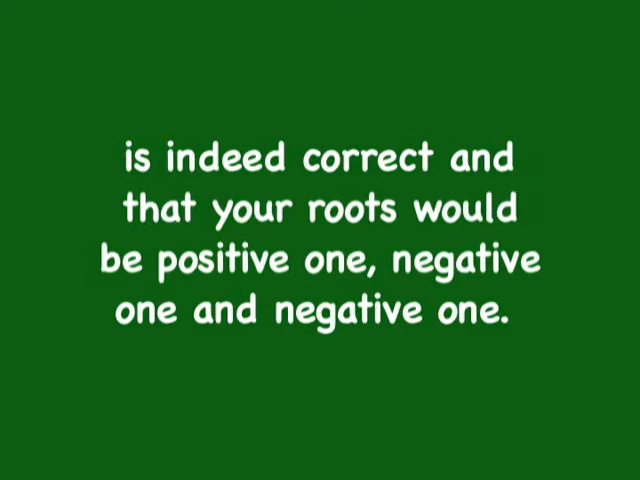 is indeed correct and
that your roots would
be positive one, negative
one and negative one.